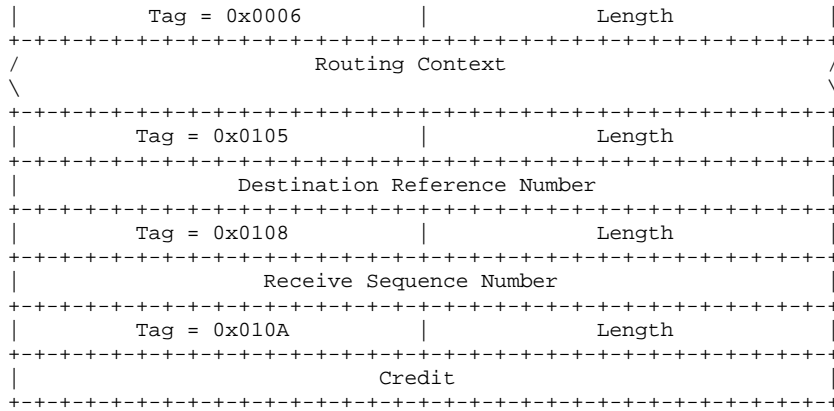 |          Tag = 0x0006         |             Length            |
+-+-+-+-+-+-+-+-+-+-+-+-+-+-+-+-+-+-+-+-+-+-+-+-+-+-+-+-+-+-+-+-+
/                       Routing Context                         /
\                                                               \
+-+-+-+-+-+-+-+-+-+-+-+-+-+-+-+-+-+-+-+-+-+-+-+-+-+-+-+-+-+-+-+-+
|         Tag = 0x0105          |             Length            |
+-+-+-+-+-+-+-+-+-+-+-+-+-+-+-+-+-+-+-+-+-+-+-+-+-+-+-+-+-+-+-+-+
|                 Destination Reference Number                  |
+-+-+-+-+-+-+-+-+-+-+-+-+-+-+-+-+-+-+-+-+-+-+-+-+-+-+-+-+-+-+-+-+
|         Tag = 0x0108          |             Length            |
+-+-+-+-+-+-+-+-+-+-+-+-+-+-+-+-+-+-+-+-+-+-+-+-+-+-+-+-+-+-+-+-+
|                   Receive Sequence Number                     |
+-+-+-+-+-+-+-+-+-+-+-+-+-+-+-+-+-+-+-+-+-+-+-+-+-+-+-+-+-+-+-+-+
|         Tag = 0x010A          |             Length            |
+-+-+-+-+-+-+-+-+-+-+-+-+-+-+-+-+-+-+-+-+-+-+-+-+-+-+-+-+-+-+-+-+
|                            Credit                             |
+-+-+-+-+-+-+-+-+-+-+-+-+-+-+-+-+-+-+-+-+-+-+-+-+-+-+-+-+-+-+-+-+